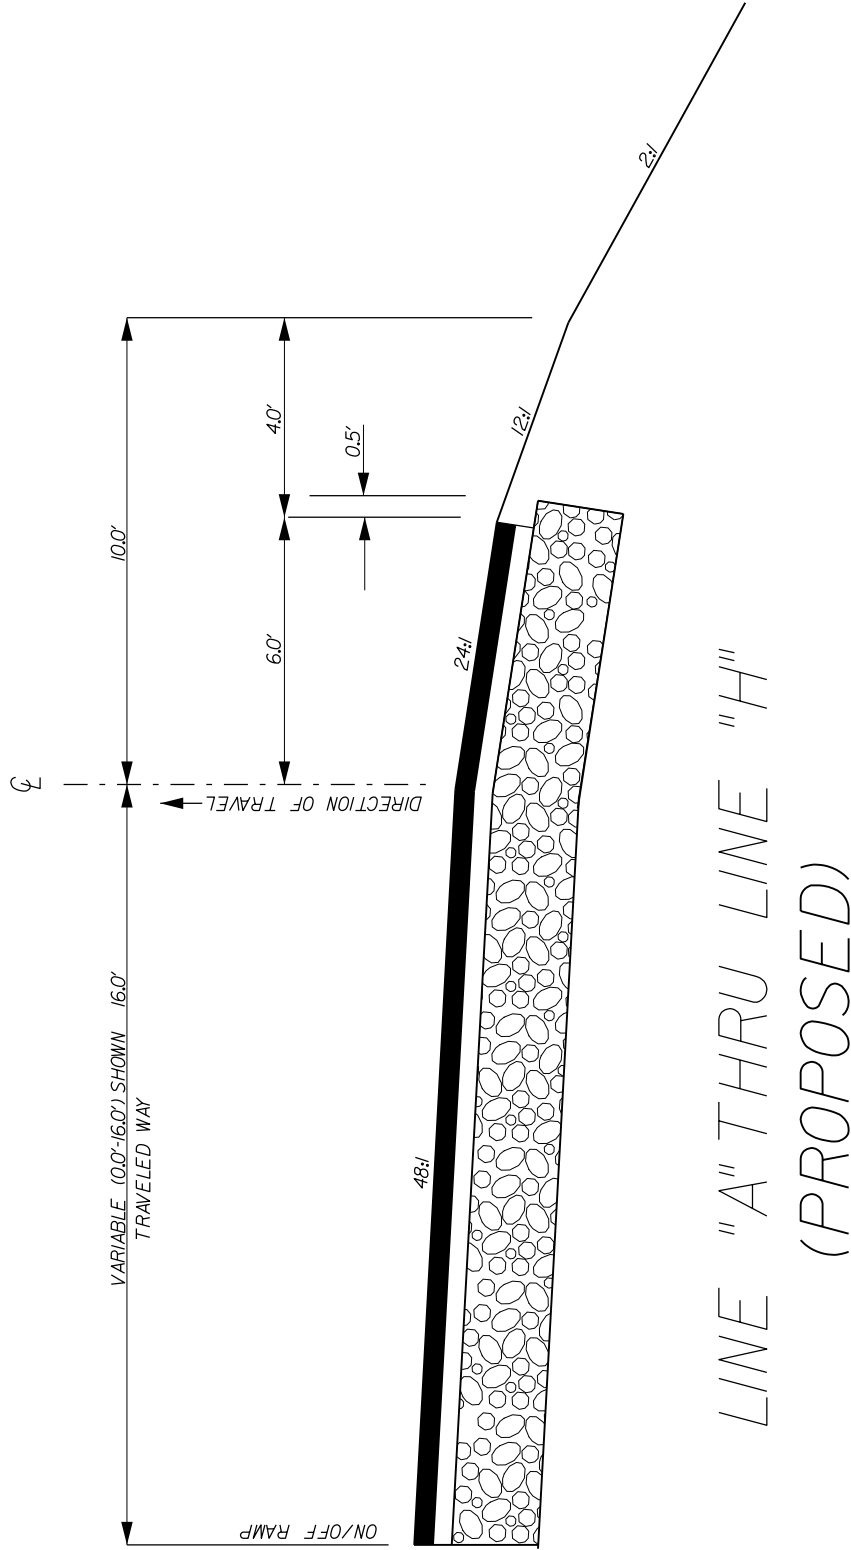 ℄
VARIABLE (0.0'-16.0') SHOWN 16.0'
TRAVELED WAY
10.0'
6.0'
4.0'
0.5'
ON/OFF RAMP
DIRECTION OF TRAVEL
48:1
24:1
12:1
2:1
LINE "A" THRU LINE "H"
(PROPOSED)